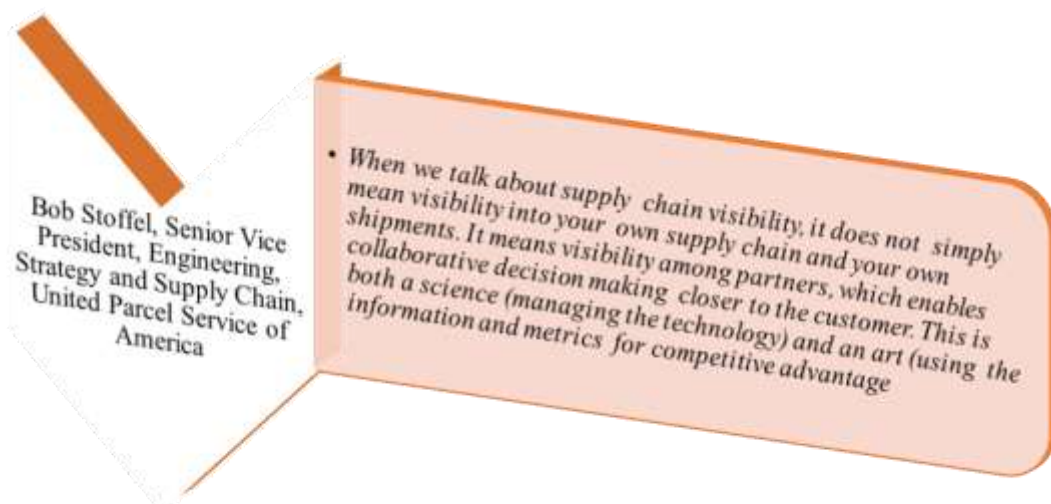 Bob Stoffel, Senior Vice
President, Engineering,
Strategy and Supply Chain,
United Parcel Service of
America
• When we talk about supply chain visibility, it does not simply
mean visibility into your own supply chain and your own
shipments. It means visibility among partners, which enables
collaborative decision making closer to the customer. This is
both a science (managing the technology) and an art (using the
information and metrics for competitive advantage